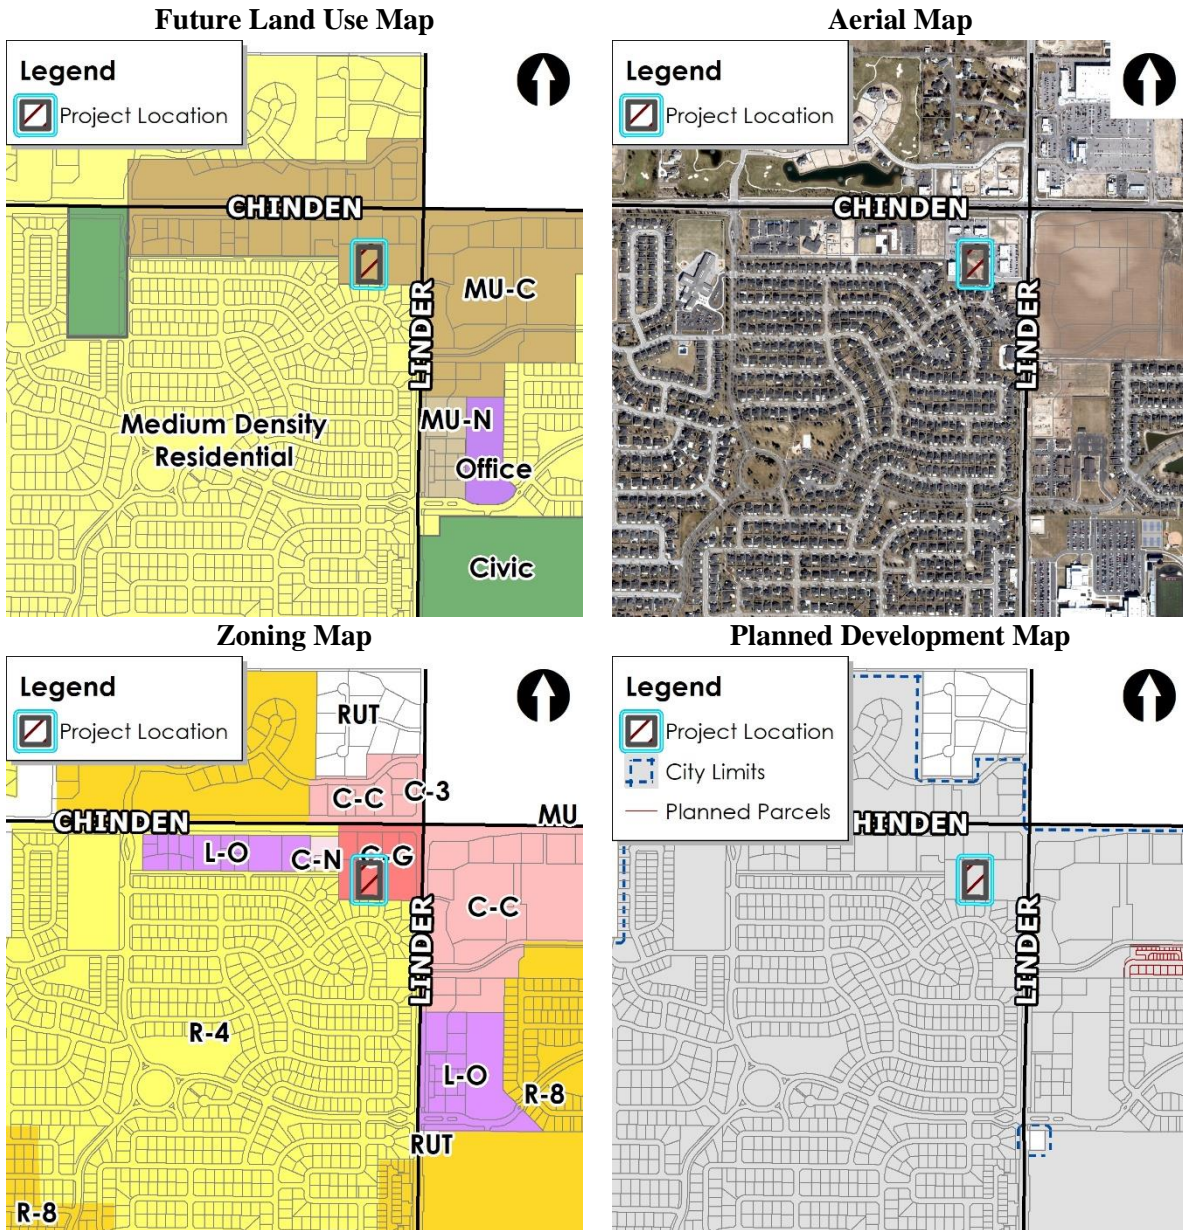 Future Land Use Map
Legend
Project Location
CHINDEN
LINDER
MU-C
MU-N
Medium Density
Residential
Office
Civic
Aerial Map
Legend
Project Location
CHINDEN
LINDER
Zoning Map
Legend
Project Location
RUT
C-C
C-3
MU
CHINDEN
L-O
C-N
C-G
C-C
LINDER
R-4
L-O
R-8
RUT
R-8
Planned Development Map
Legend
Project Location
City Limits
Planned Parcels
HINDEN
LINDER